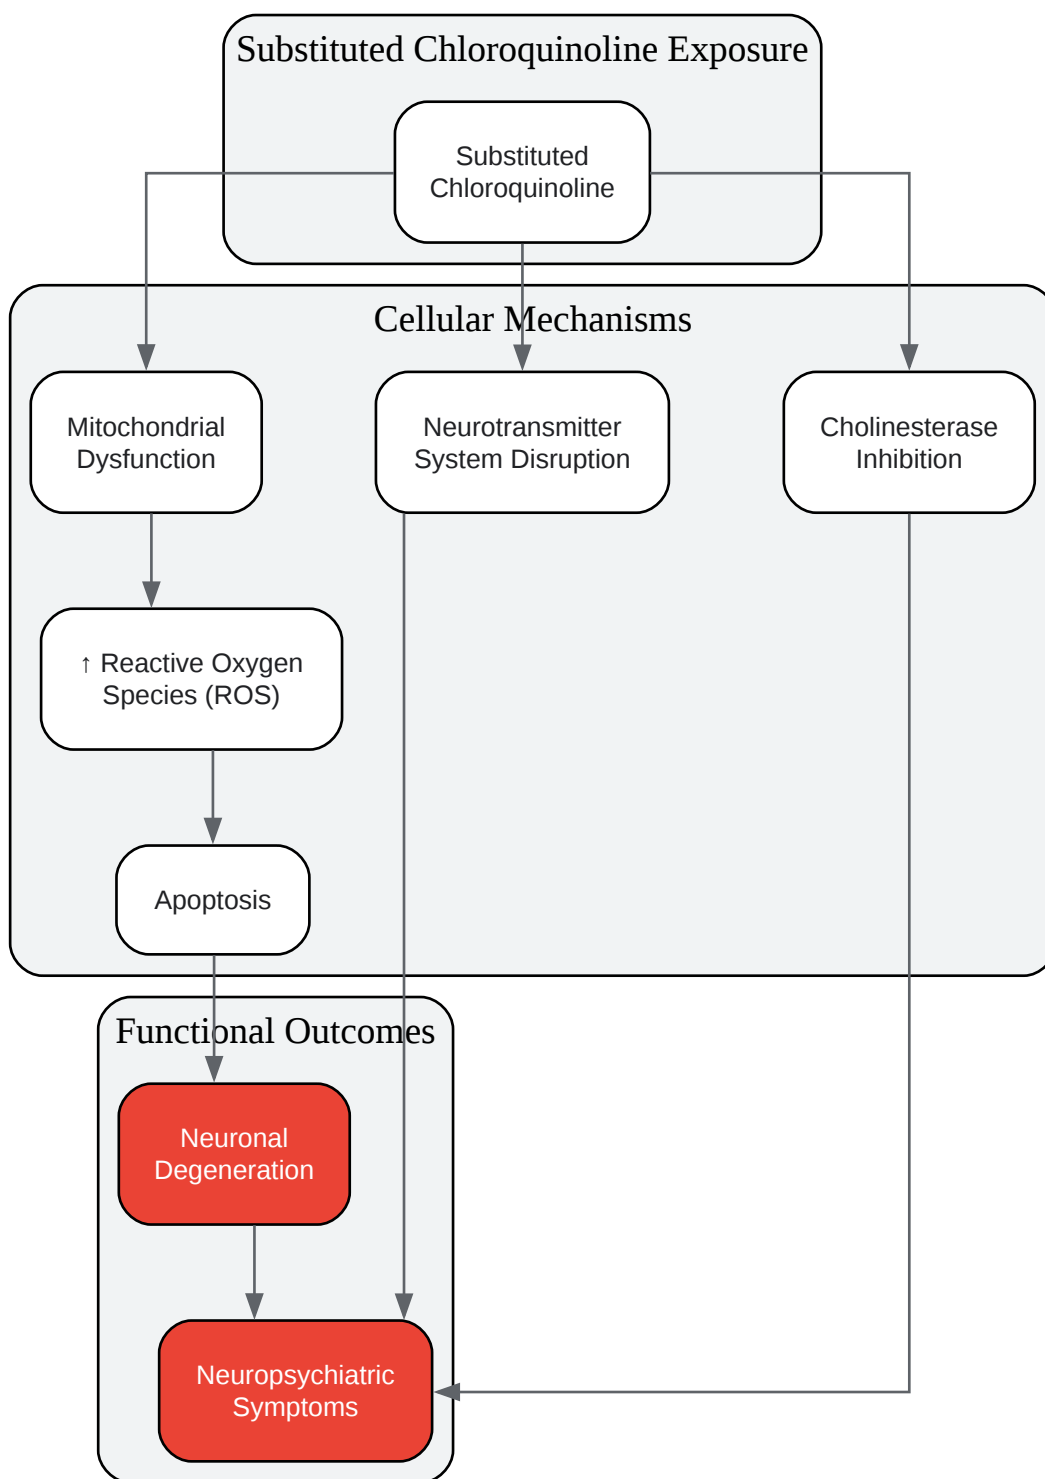 Substituted Chloroquinoline Exposure
Substituted
Chloroquinoline
Cellular Mechanisms
Mitochondrial
Dysfunction
Neurotransmitter
System Disruption
Cholinesterase
Inhibition
↑ Reactive Oxygen
Species (ROS)
Apoptosis
Functional Outcomes
Neuronal
Degeneration
Neuropsychiatric
Symptoms